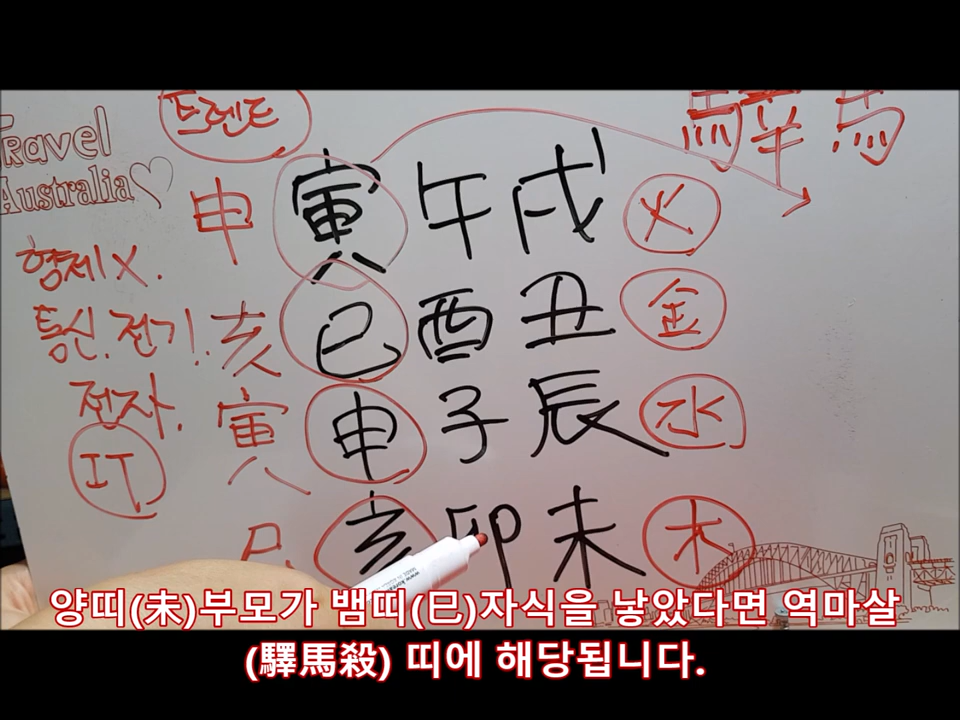 Travel
Australia
트렌드
驛馬
申 寅 午 戌 火
형제X.
통신.전기!. 亥 巳 酉 丑 金
전자. 寅 申 子 辰 水
IT
巳 亥 卯 未 木
양띠(未)부모가 뱀띠(巳)자식을 낳았다면 역마살
(驛馬殺) 띠에 해당됩니다.